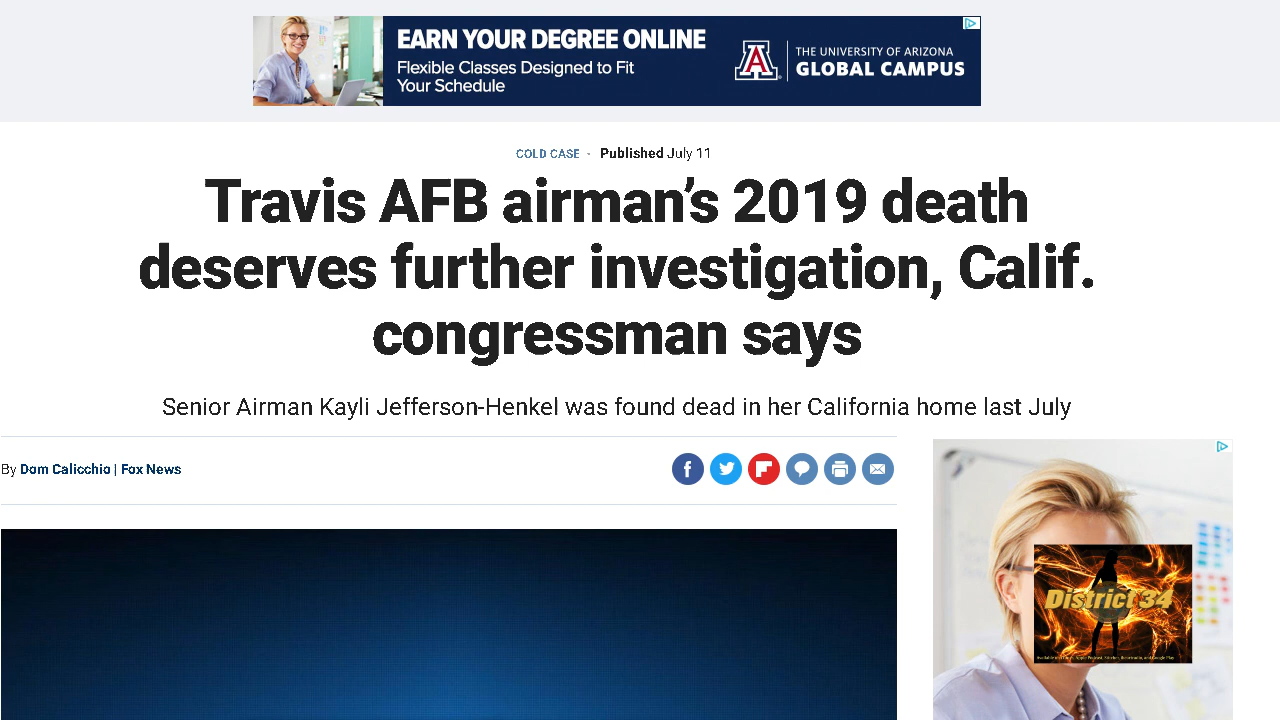 EARN YOUR DEGREE ONLINE
Flexible Classes Designed to Fit
Your Schedule
THE UNIVERSITY OF ARIZONA
GLOBAL CAMPUS
COLD CASE - Published July 11
Travis AFB airman’s 2019 death
deserves further investigation, Calif.
congressman says
Senior Airman Kayli Jefferson-Henkel was found dead in her California home last July
By Dom Calicchio | Fox News
District 34